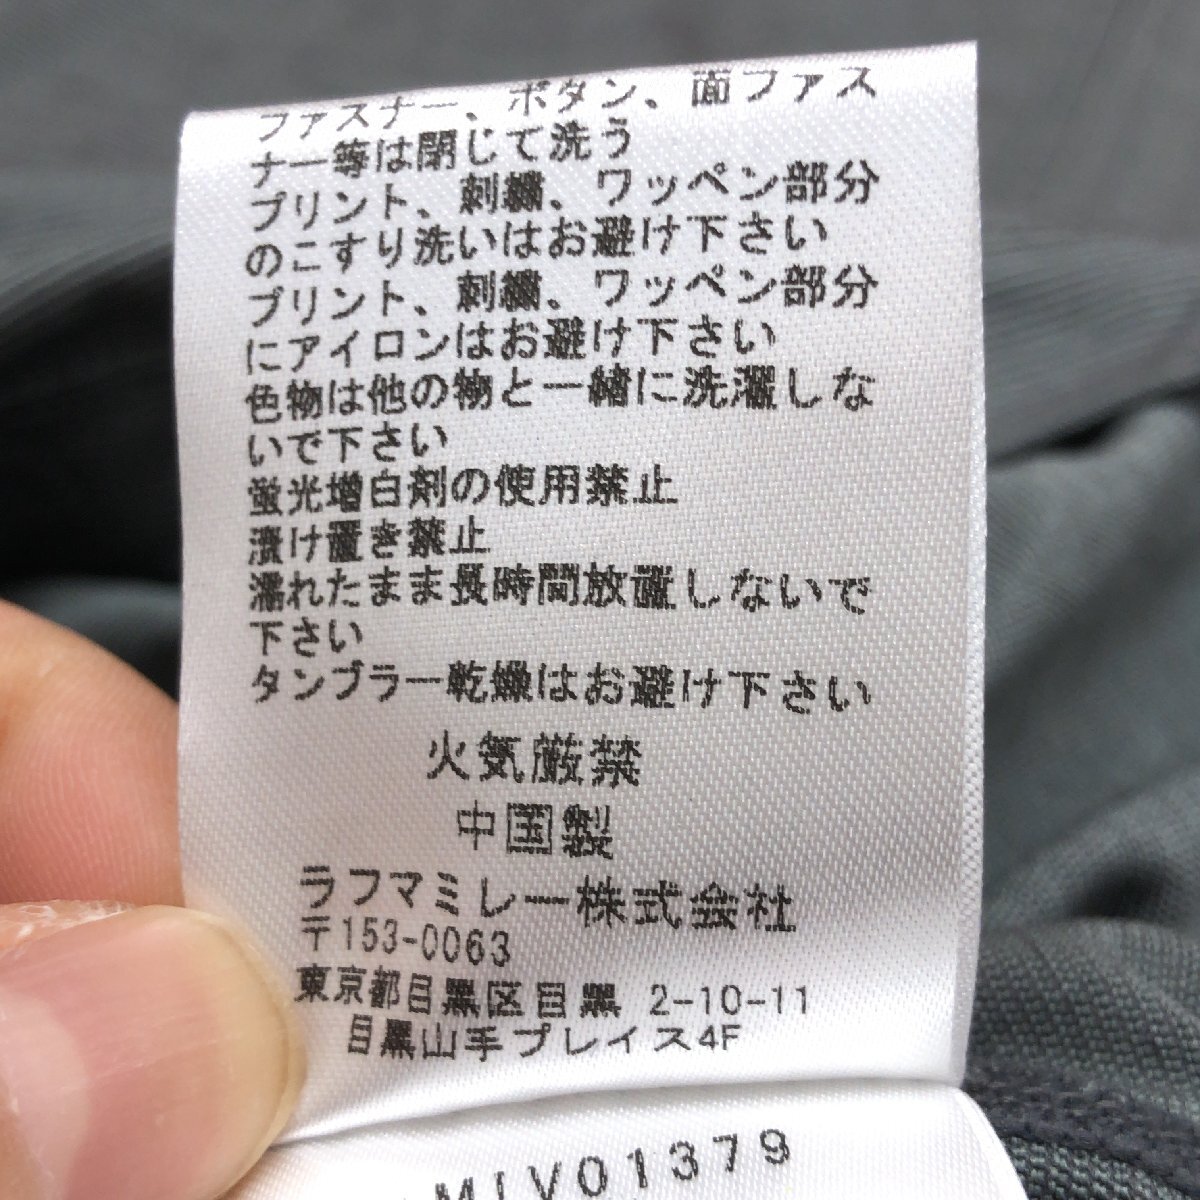 ファスナー、ボタン、面ファス
ナー等は閉じて洗う
プリント、刺繍、ワッペン部分
のこすり洗いはお避け下さい
プリント、刺繍、ワッペン部分
にアイロンはお避け下さい
色物は他の物と一緒に洗濯しな
いで下さい
蛍光増白剤の使用禁止
漬け置き禁止
濡れたまま長時間放置しないで
下さい
タンブラー乾燥はお避け下さい
火気厳禁
中国製
ラフマミレー株式会社
〒153-0063
東京都目黒区目黒 2-10-11
目黒山手プレイス4F
MIV01379